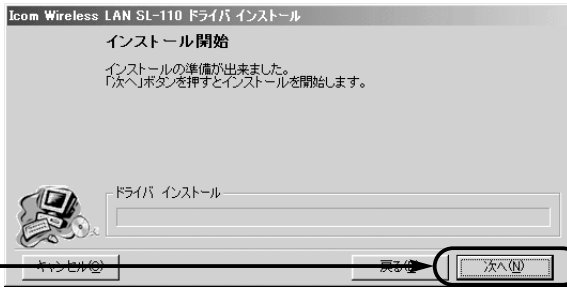 Icom Wireless LAN SL-110 ドライバ インストール
インストール開始
インストールの準備が出来ました。
「次へ」ボタンを押すとインストールを開始します。
ドライバ インストール
キャンセル(C)
戻る(B)
次へ(N)